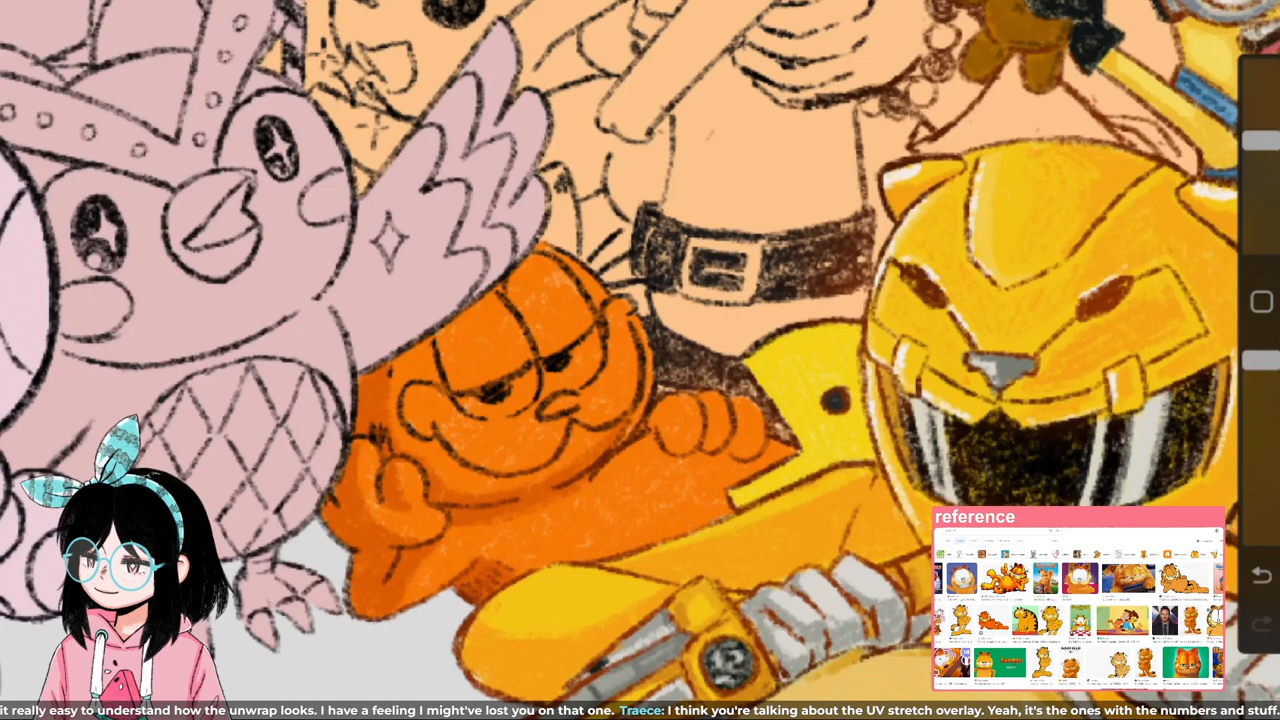 reference
it really easy to understand how the unwrap looks. I have a feeling I might've lost you on that one. Traece: I think you're talking about the UV stretch overlay. Yeah, it's the ones with the numbers and stuff.